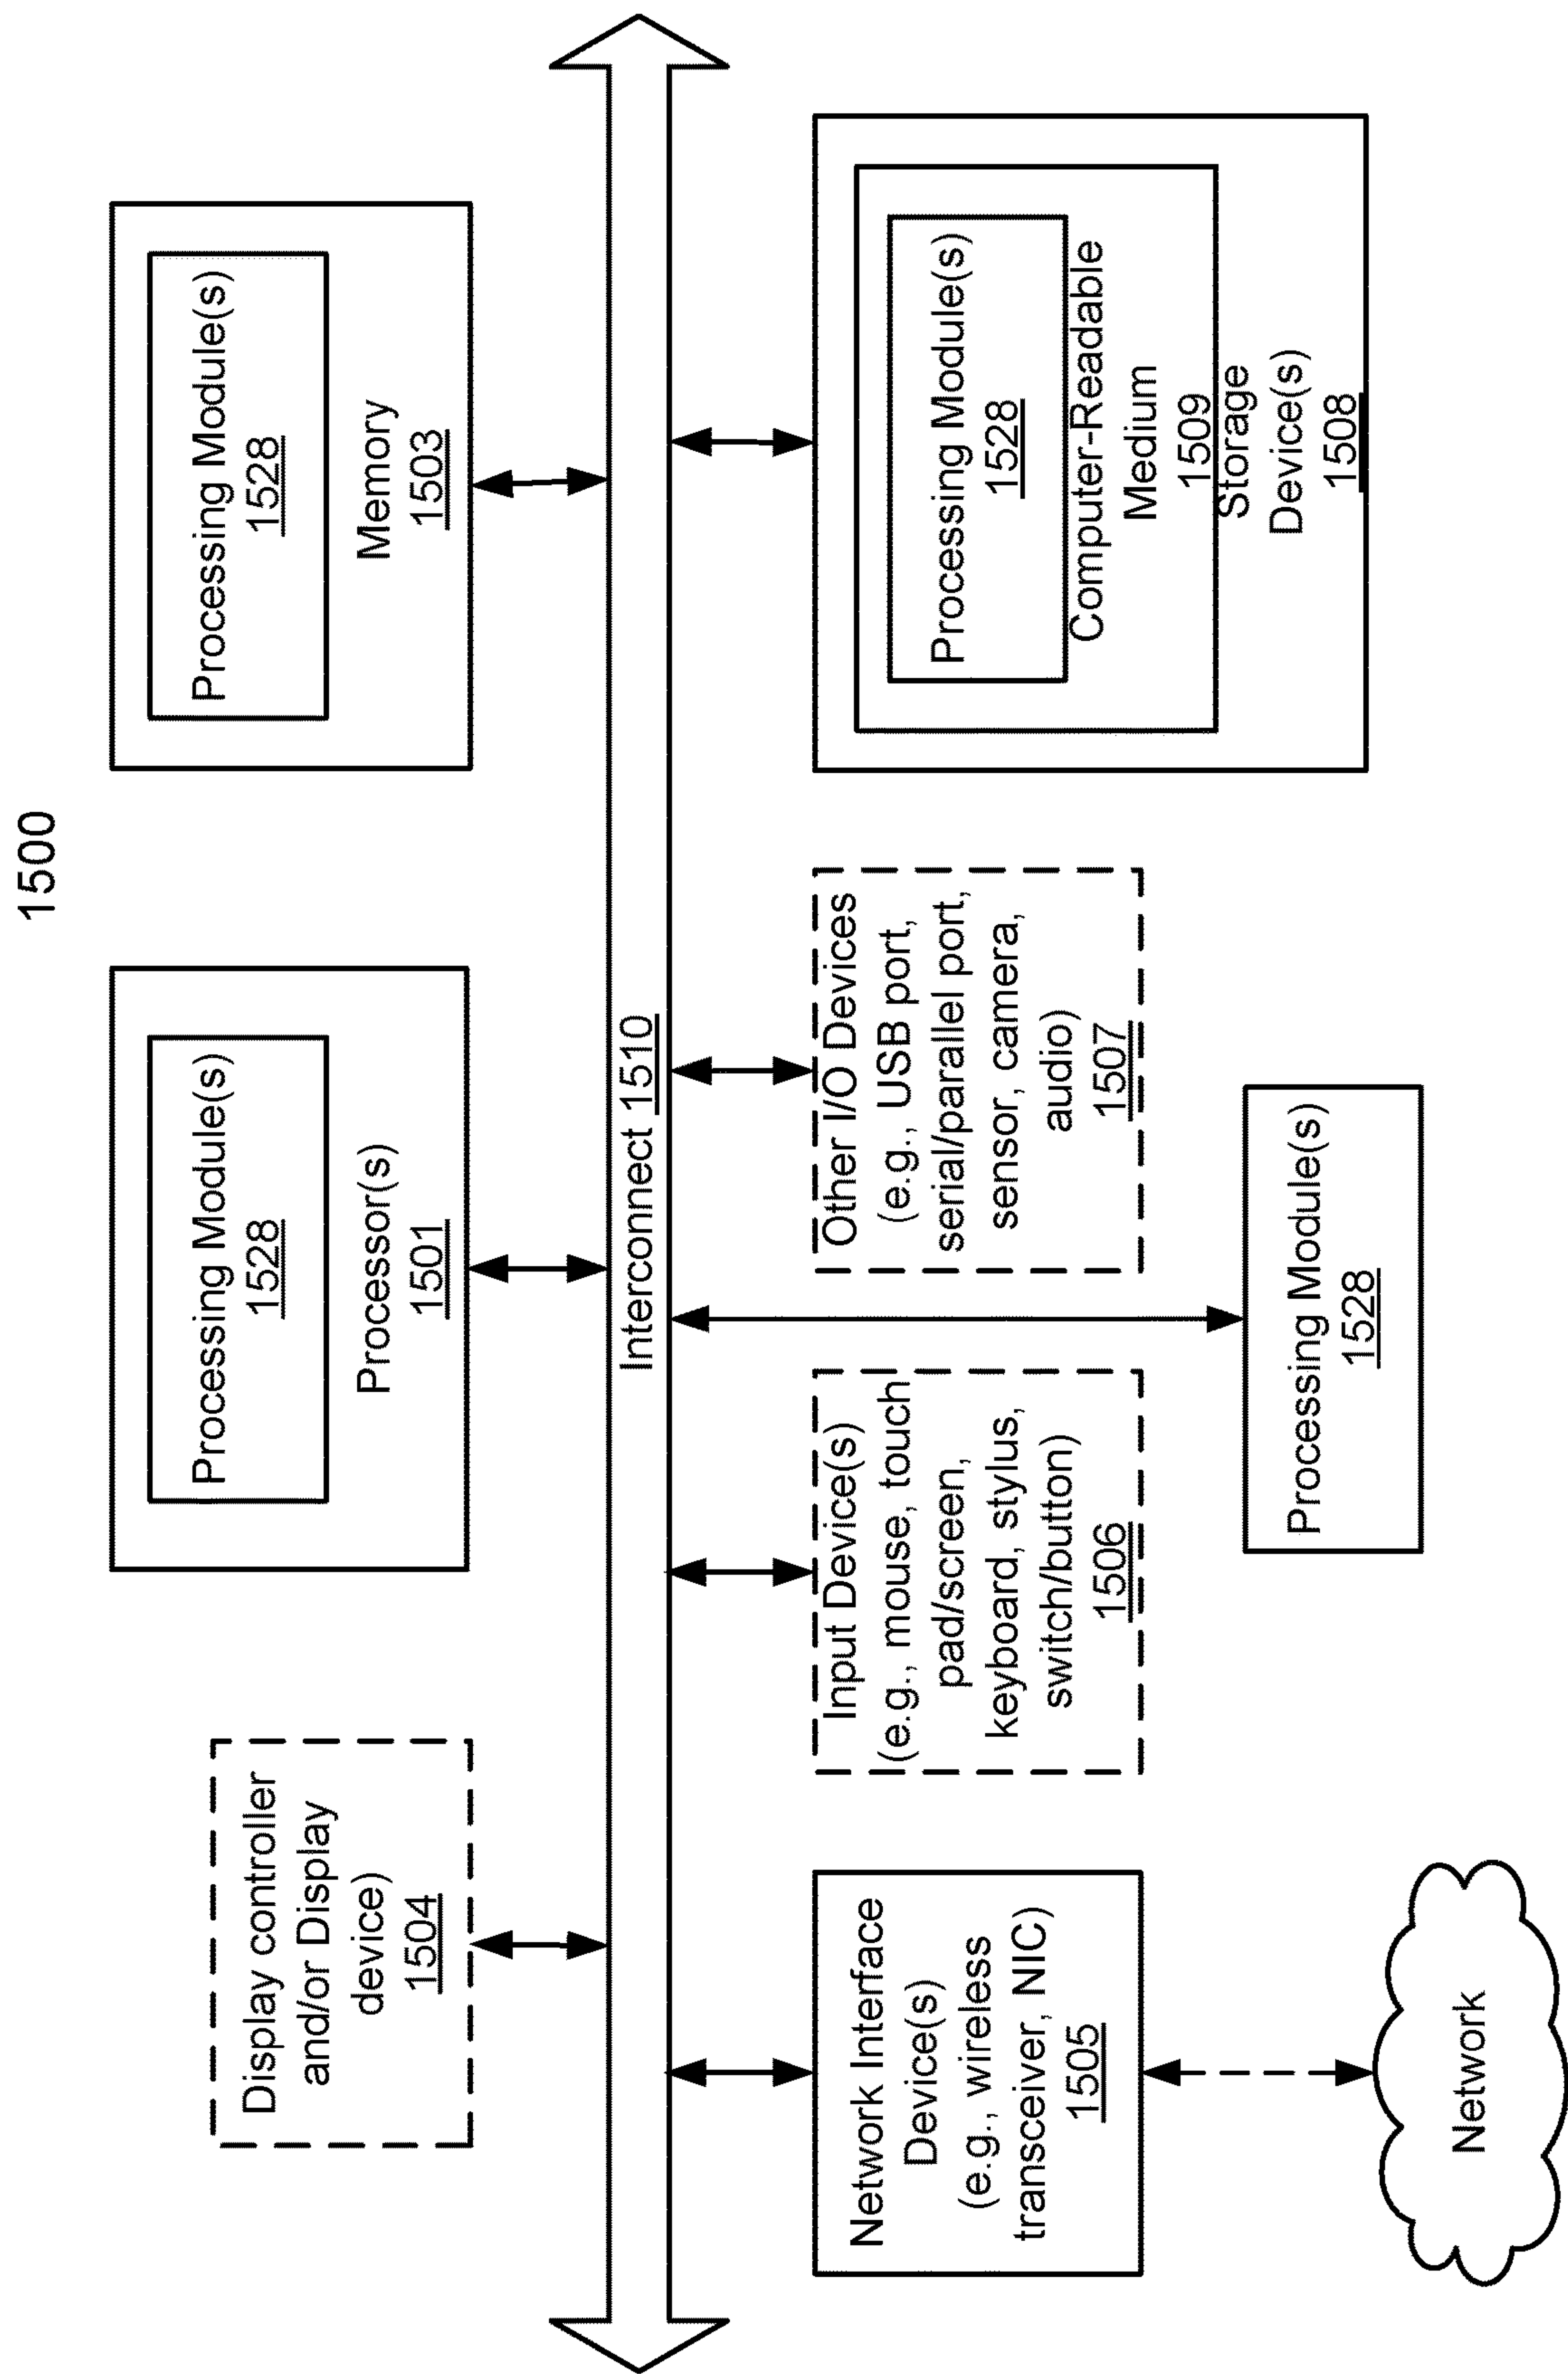 1500
Display controller
and/or Display
device)
1504
Processing Module(s)
1528
Processor(s)
1501
Processing Module(s)
1528
Memory
1503
Interconnect 1510
Network Interface
Device(s)
(e.g., wireless
transceiver, NIC)
1505
Input Device(s)
(e.g., mouse, touch
pad/screen,
keyboard, stylus,
switch/button)
1506
Other I/O Devices
(e.g., USB port,
serial/parallel port,
sensor, camera,
audio)
1507
Processing Module(s)
1528
Computer-Readable
Medium
1509
Storage
Device(s)
1508
Processing Module(s)
1528
Network